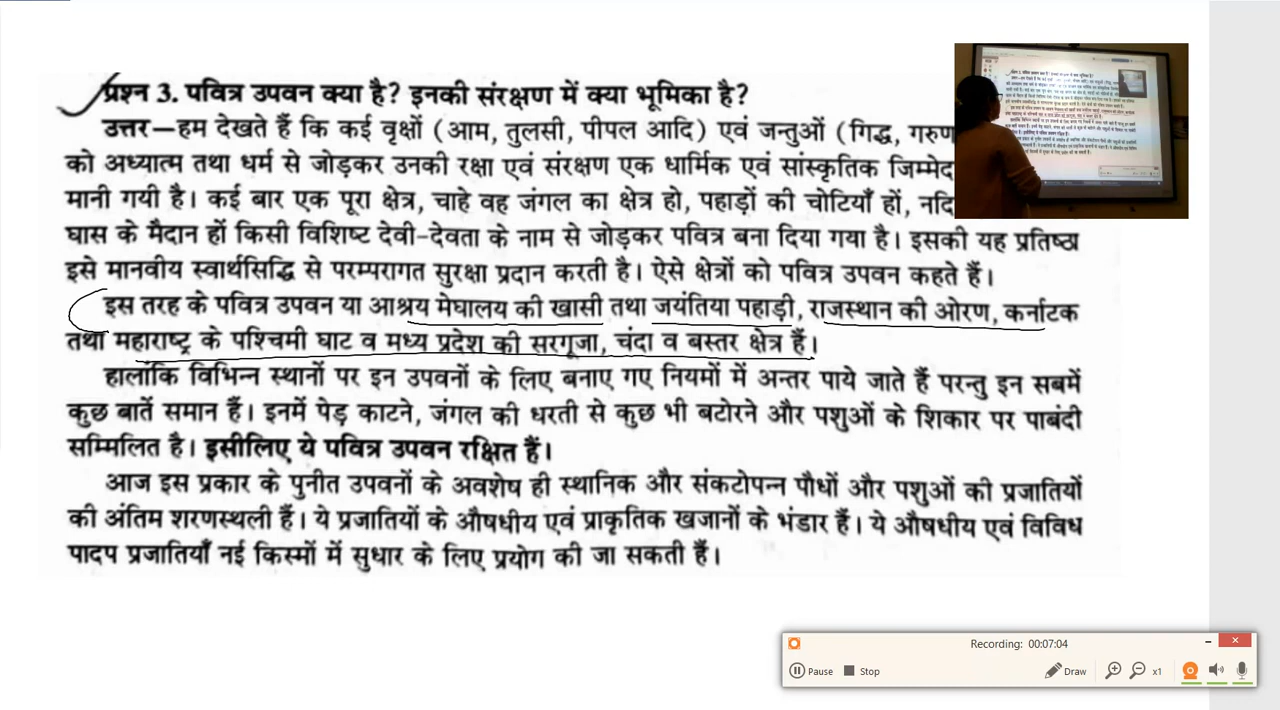 प्रश्न 3. पवित्र उपवन क्या है? इनकी संरक्षण में क्या भूमिका है?
उत्तर—हम देखते हैं कि कई वृक्षों (आम, तुलसी, पीपल आदि) एवं जन्तुओं (गिद्ध,
को अध्यात्म तथा धर्म से जोड़कर उनकी रक्षा एवं संरक्षण एक धार्मिक एवं सांस्कृतिक
मानी गयी है। कई बार एक पूरा क्षेत्र, चाहे वह जंगल का क्षेत्र हो, पहाड़ों की चोटियाँ हों,
घास के मैदान हों किसी विशिष्ट देवी-देवता के नाम से जोड़कर पवित्र बना दिया गया है। इसकी यह प्रतिष्ठा
इसे मानवीय स्वार्थसिद्धि से परम्परागत सुरक्षा प्रदान करती है। ऐसे क्षेत्रों को पवित्र उपवन कहते हैं।
इस तरह के पवित्र उपवन या आश्रय मेघालय की खासी तथा जयंतिया पहाड़ी, राजस्थान की ओरण, कर्नाटक
तथा महाराष्ट्र के पश्चिमी घाट व मध्य प्रदेश की सरगूजा, चंदा व बस्तर क्षेत्र हैं।
हालांकि विभिन्न स्थानों पर इन उपवनों के लिए बनाए गए नियमों में अन्तर पाये जाते हैं परन्तु इन सबमें
कुछ बातें समान हैं। इनमें पेड़ काटने, जंगल की धरती से कुछ भी बटोरने और पशुओं के शिकार पर पाबंदी
सम्मिलित है। इसीलिए ये पवित्र उपवन रक्षित हैं।
आज इस प्रकार के पुनीत उपवनों के अवशेष ही स्थानिक और संकटोपन्न पौधों और पशुओं की प्रजातियों
की अंतिम शरणस्थली हैं। ये प्रजातियों के औषधीय एवं प्राकृतिक खजानों के भंडार हैं। ये औषधीय एवं विविध
पादप प्रजातियाँ नई किस्मों में सुधार के लिए प्रयोग की जा सकती हैं।
Recording: 00:07:04
Pause Stop Draw x1